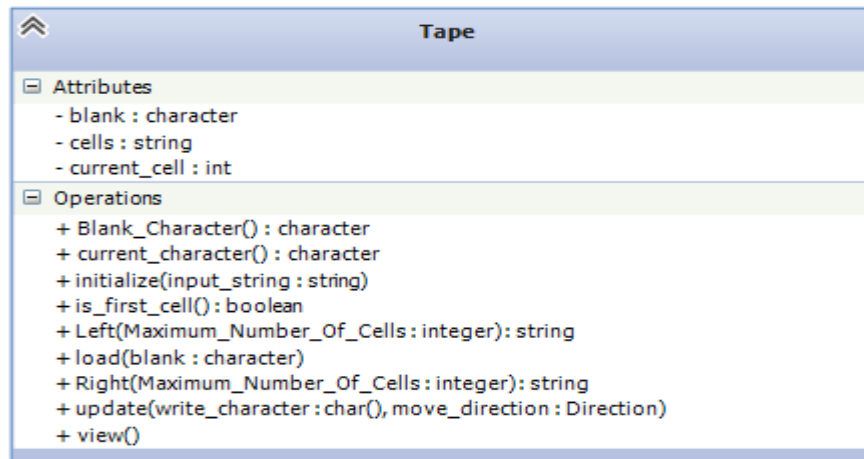 Tape
Attributes
- blank : character
- cells : string
- current_cell : int
Operations
+ Blank_Character() : character
+ current_character() : character
+ initialize(input_string : string)
+ is_first_cell() : boolean
+ Left(Maximum_Number_Of_Cells : integer) : string
+ load(blank : character)
+ Right(Maximum_Number_Of_Cells : integer) : string
+ update(write_character : char(), move_direction : Direction)
+ view()